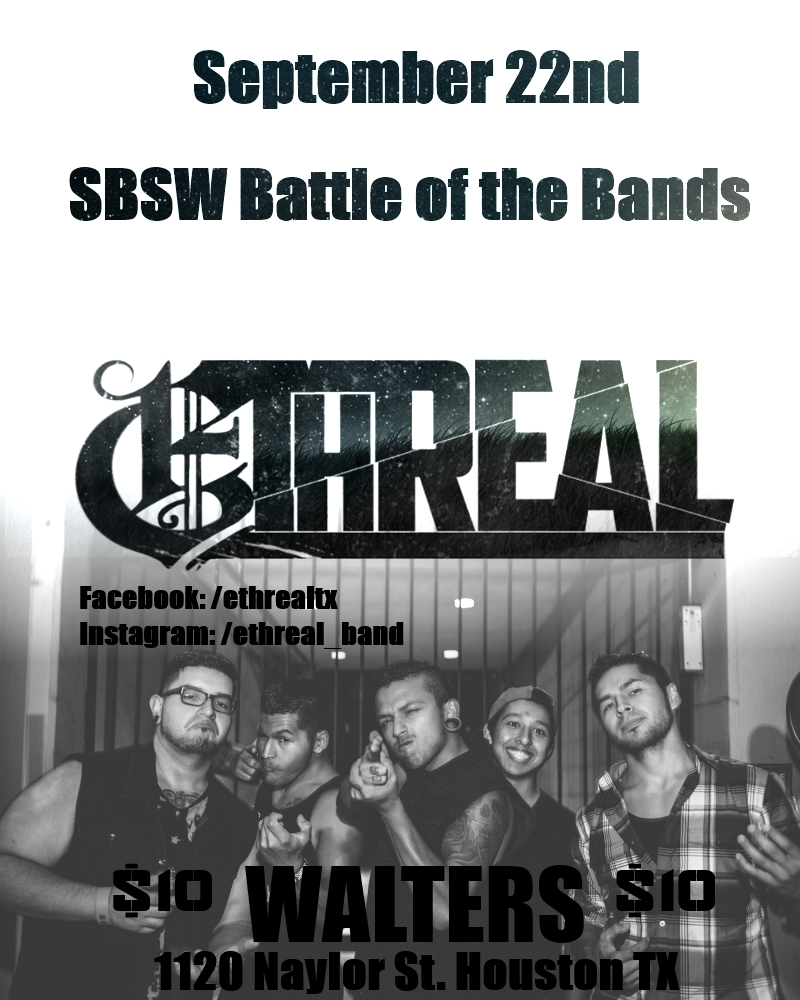 September 22nd
SBSW Battle of the Bands
ETHREAL
Facebook: /ethrealtx
Instagram: /ethreal_band
$10 WALTERS $10
1120 Naylor St. Houston TX